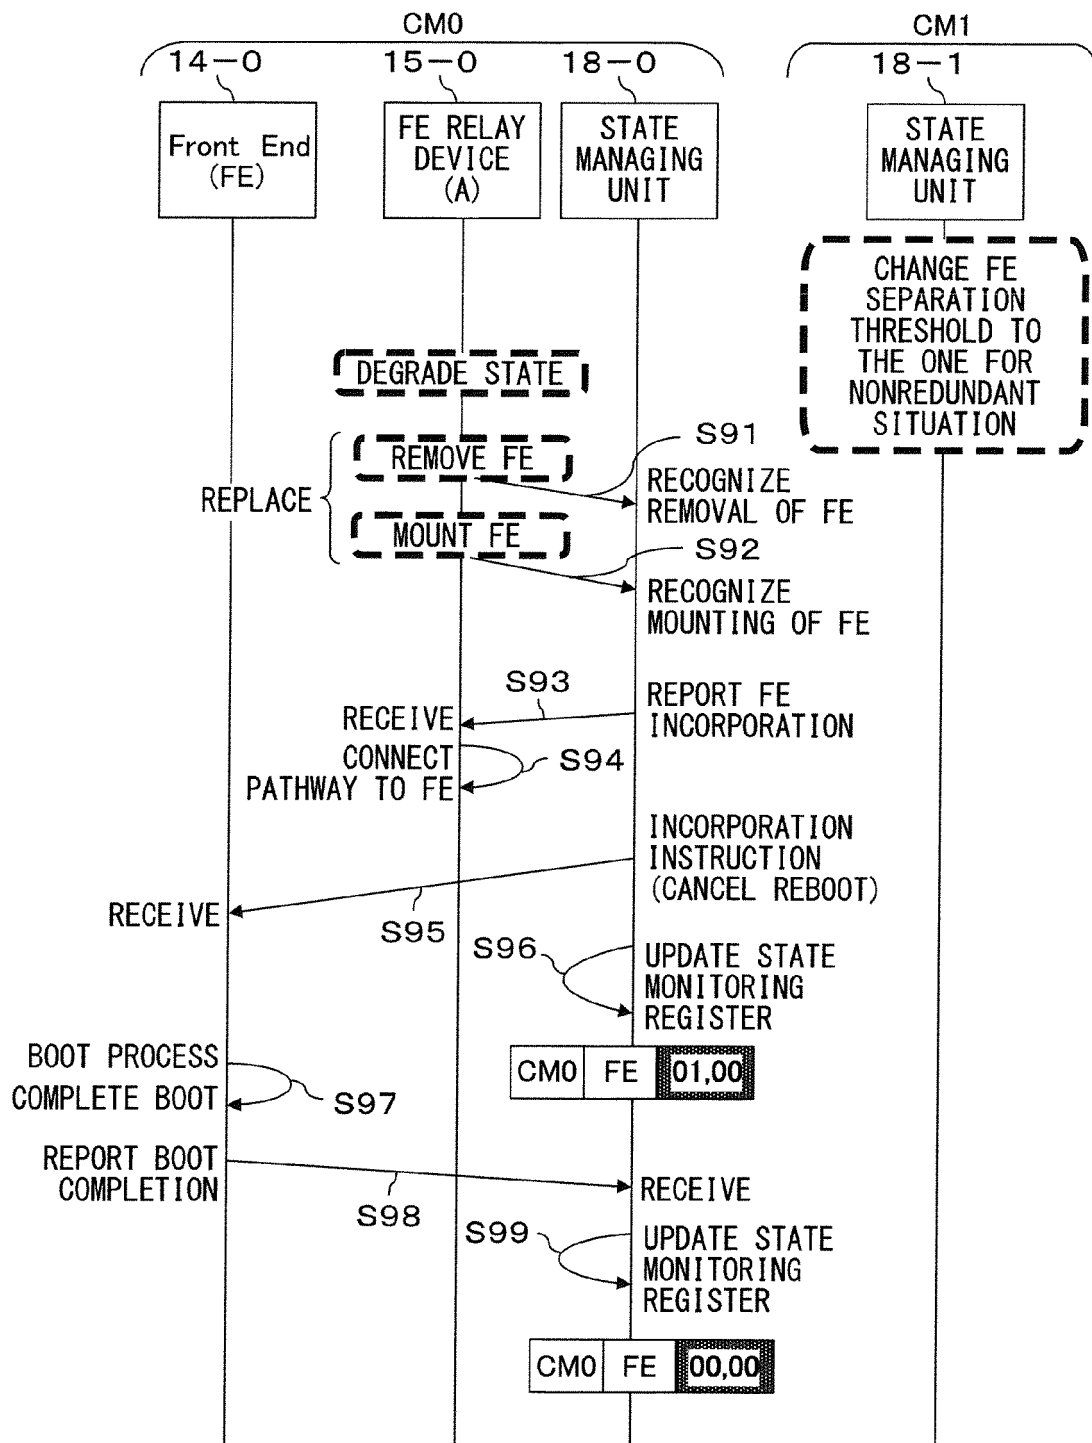 CM0
CM1
14-0
15-0
18-0
18-1
Front End
(FE)
FE RELAY
DEVICE
(A)
STATE
MANAGING
UNIT
STATE
MANAGING
UNIT
CHANGE FE
SEPARATION
THRESHOLD TO
THE ONE FOR
NONREDUNDANT
SITUATION
DEGRADE STATE
REPLACE
REMOVE FE
S91
RECOGNIZE
REMOVAL OF FE
MOUNT FE
S92
RECOGNIZE
MOUNTING OF FE
S93
REPORT FE
INCORPORATION
RECEIVE
CONNECT
PATHWAY TO FE
S94
INCORPORATION
INSTRUCTION
(CANCEL REBOOT)
RECEIVE
S95
S96
UPDATE STATE
MONITORING
REGISTER
CM0 FE 01,00
BOOT PROCESS
COMPLETE BOOT
S97
REPORT BOOT
COMPLETION
S98
RECEIVE
S99
UPDATE STATE
MONITORING
REGISTER
CM0 FE 00,00